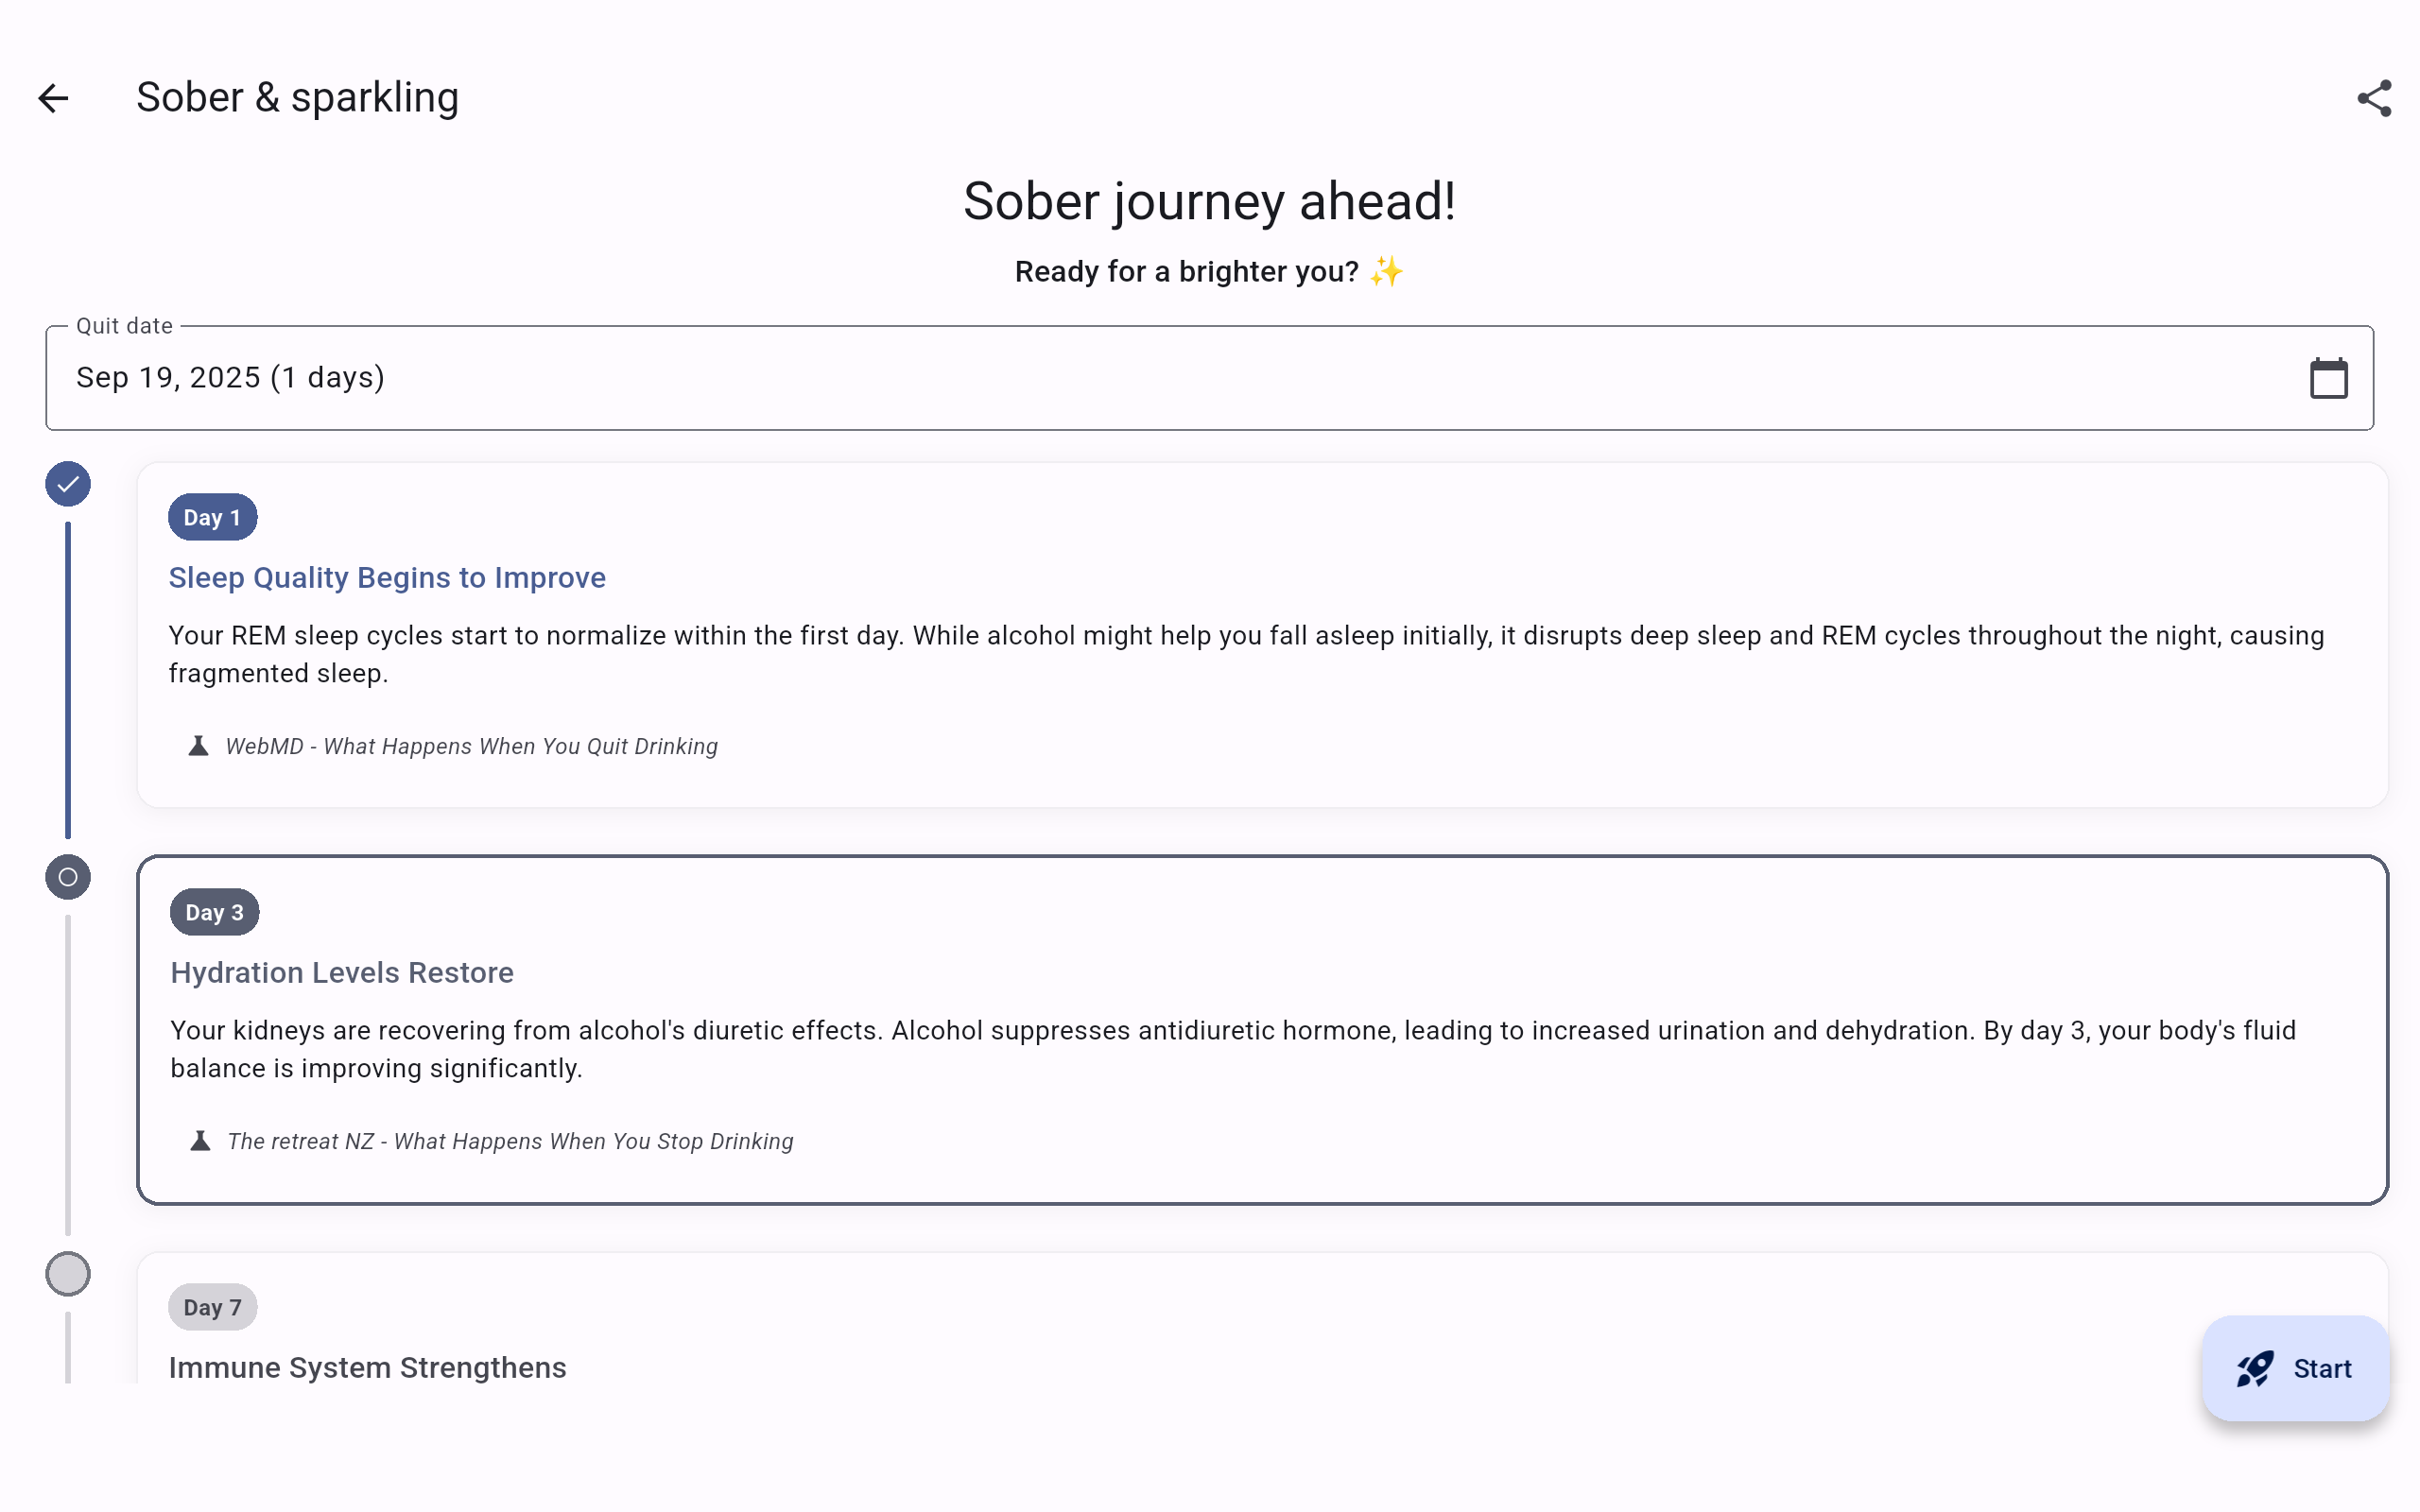 Sober & sparkling
Sober journey ahead!
Ready for a brighter you? ✨
Quit date
Sep 19, 2025 (1 days)
Day 1
Sleep Quality Begins to Improve
Your REM sleep cycles start to normalize within the first day. While alcohol might help you fall asleep initially, it disrupts deep sleep and REM cycles throughout the night, causing
fragmented sleep.
WebMD - What Happens When You Quit Drinking
Day 3
Hydration Levels Restore
Your kidneys are recovering from alcohol's diuretic effects. Alcohol suppresses antidiuretic hormone, leading to increased urination and dehydration. By day 3, your body's fluid
balance is improving significantly.
The retreat NZ - What Happens When You Stop Drinking
Day 7
Immune System Strengthens
Start